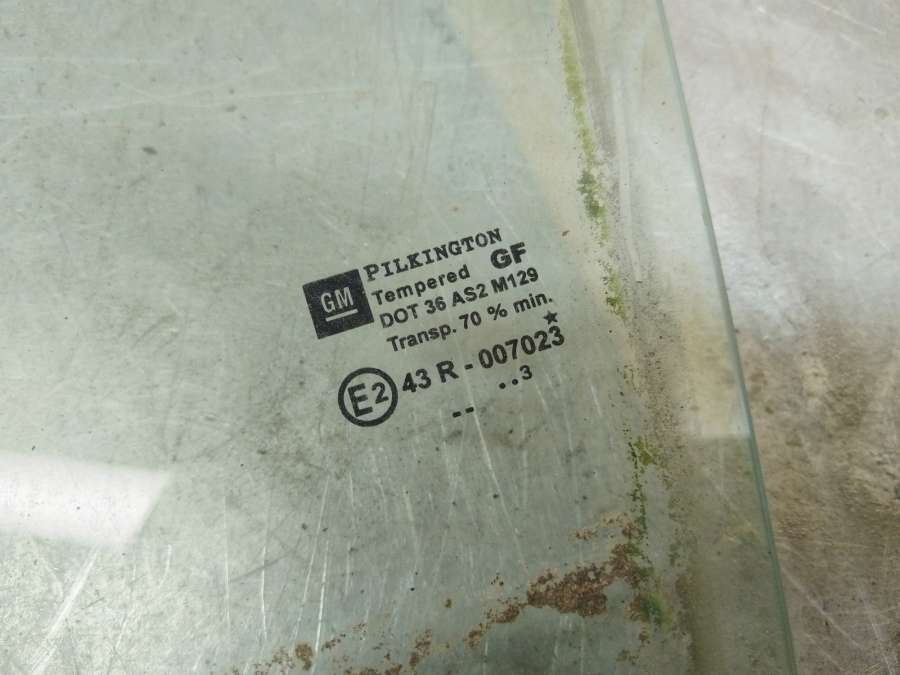 GM
PILKINGTON
Tempered GF
DOT 36 AS2 M129
Transp. 70 % min.
★
E2 43 R - 007023
-- ..3